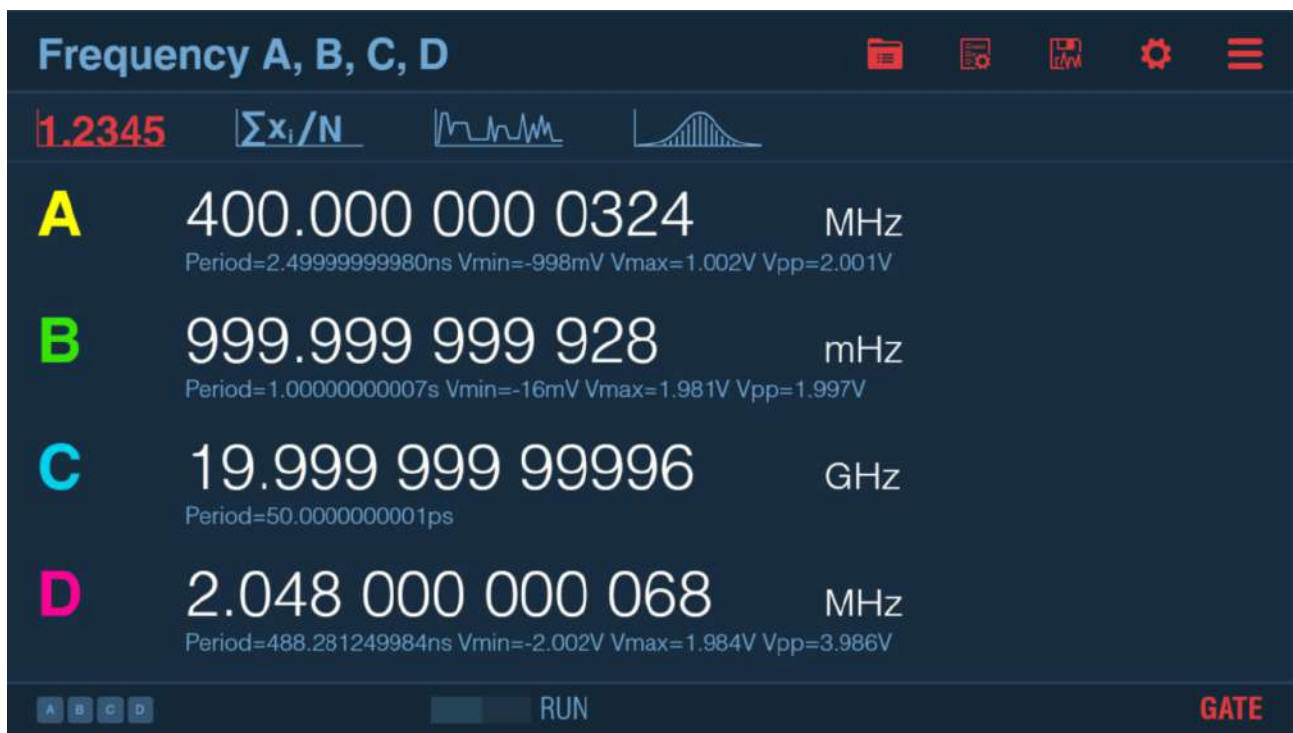 Frequency A, B, C, D
1.2345 ∑xᵢ/N
A 400.000 000 0324 MHz
Period=2.49999999980ns Vmin=-998mV Vmax=1.002V Vpp=2.001V
B 999.999 999 928 mHz
Period=1.00000000007s Vmin=-16mV Vmax=1.981V Vpp=1.997V
C 19.999 999 99996 GHz
Period=50.0000000001ps
D 2.048 000 000 068 MHz
Period=488.281249984ns Vmin=-2.002V Vmax=1.984V Vpp=3.986V
A B C D RUN GATE